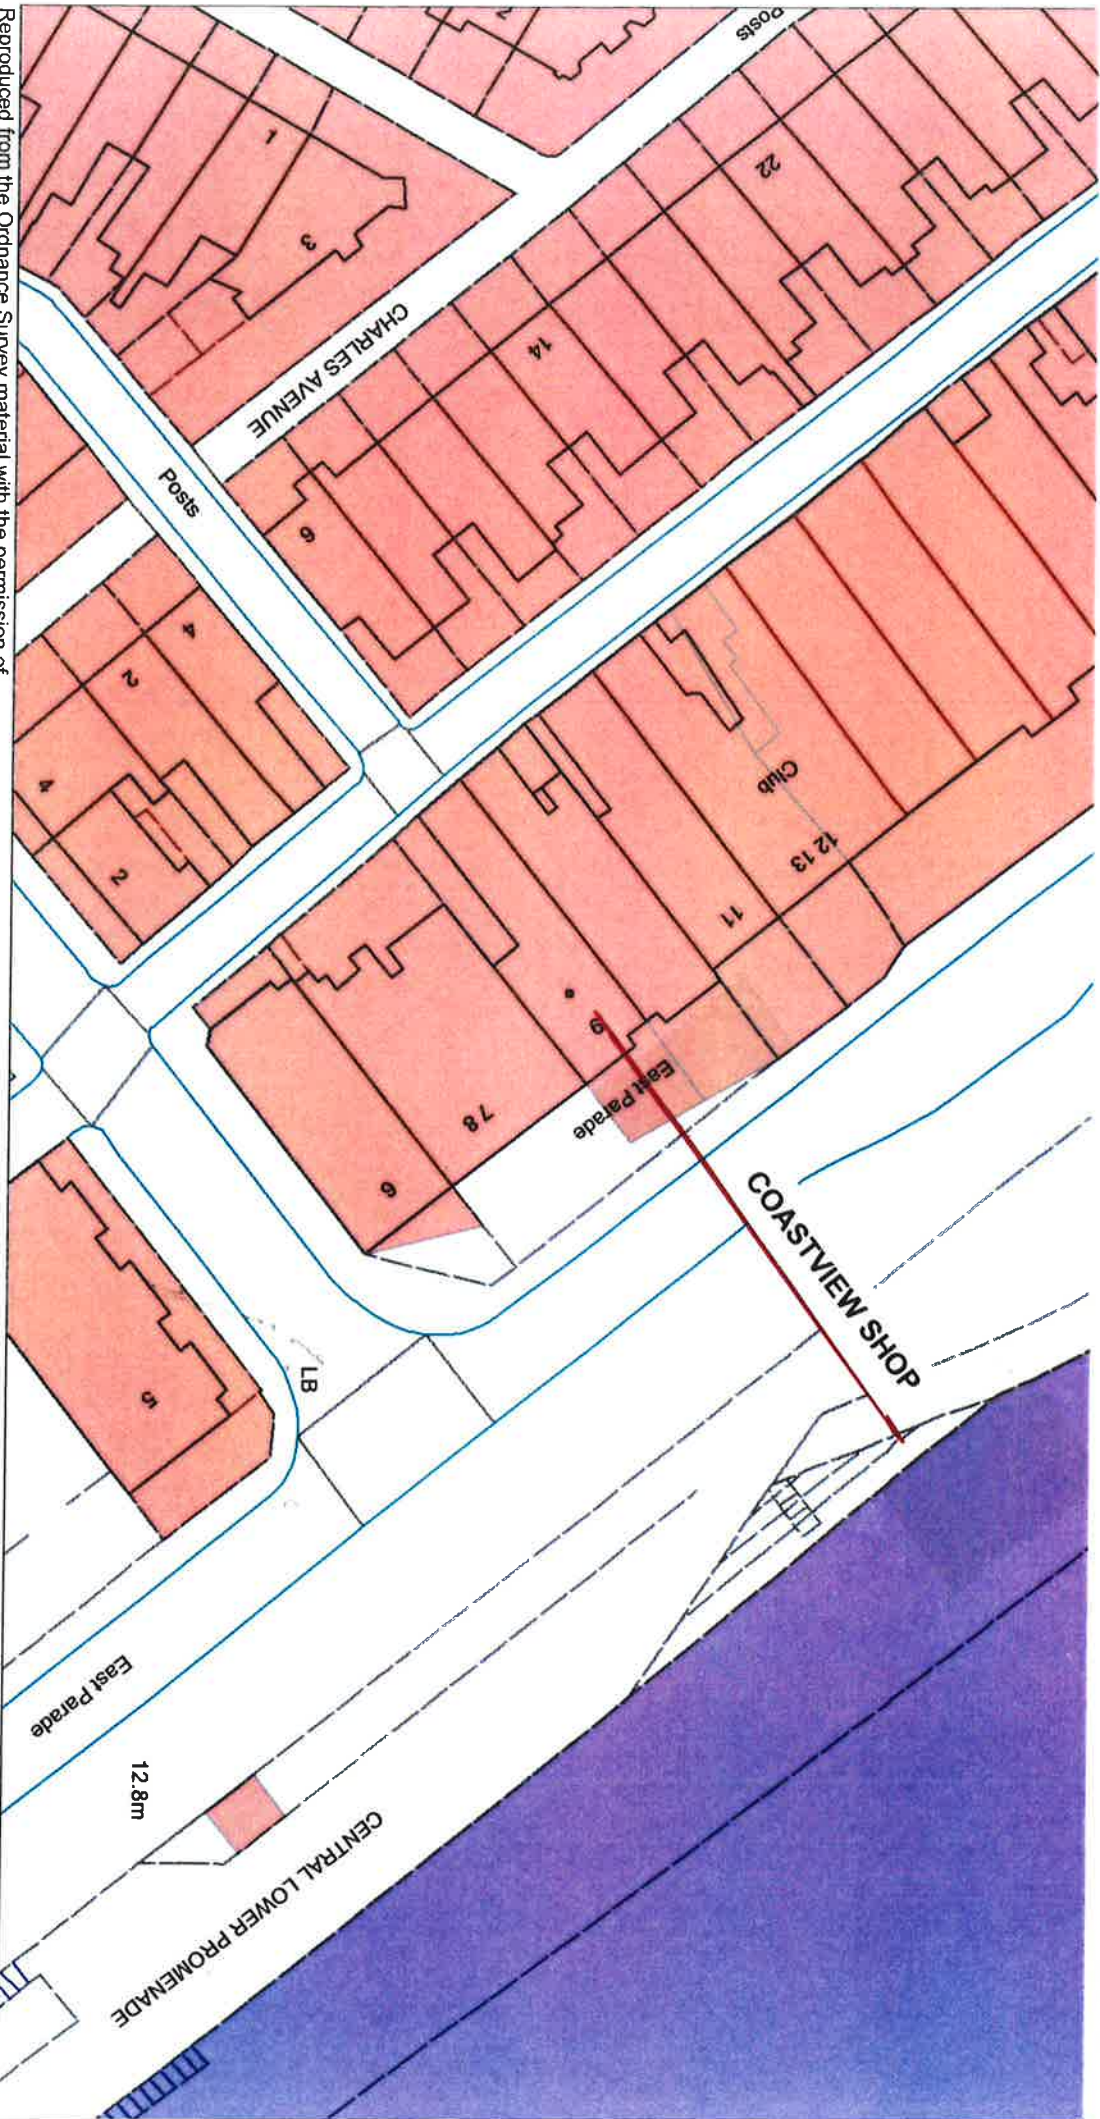 Posts
2
22
1
3
CHARLES AVENUE
14
Posts
6
4
2
4
2
Club
12 13
11
9
East Parade
7 8
6
COASTVIEW SHOP
LB
5
East Parade
12.8m
CENTRAL LOWER PROMENADE
Reproduced from the Ordnance Survey material with the permission of